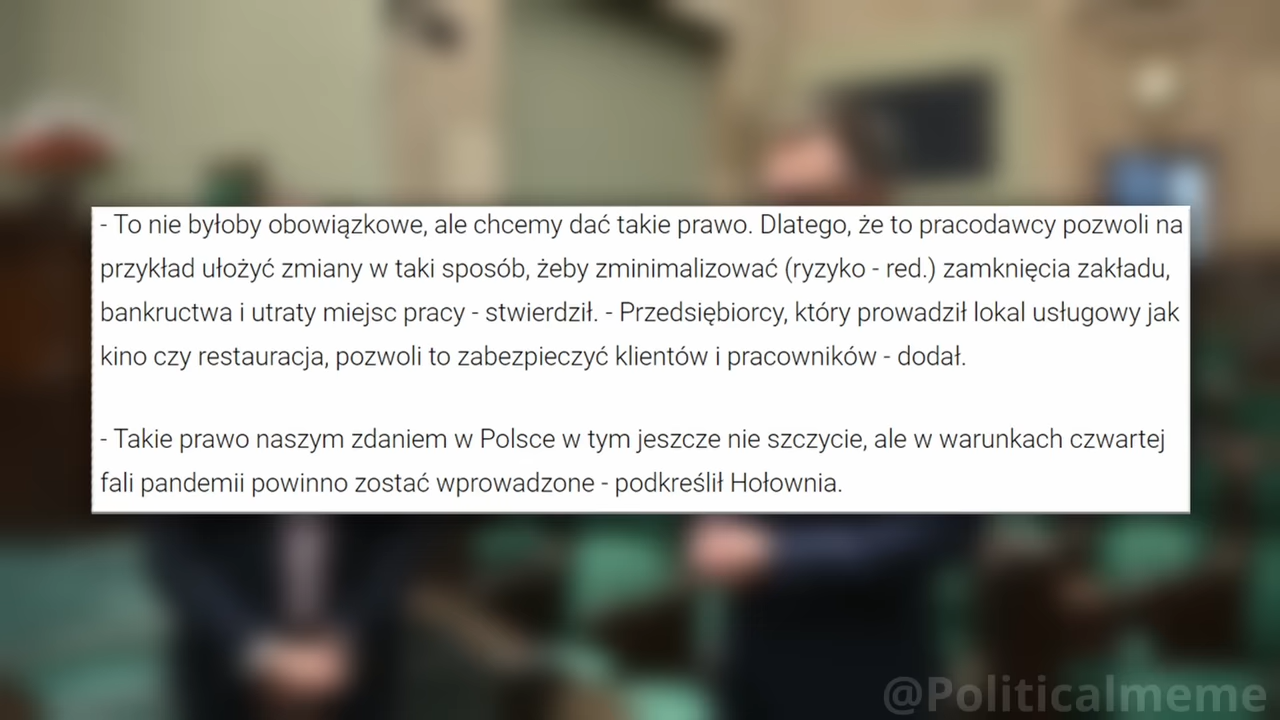 - To nie byłoby obowiązkowe, ale chcemy dać takie prawo. Dlatego, że to pracodawcy pozwoli na
przykład ułożyć zmiany w taki sposób, żeby zminimalizować (ryzyko - red.) zamknięcia zakładu,
bankructwa i utraty miejsc pracy - stwierdził. - Przedsiębiorcy, który prowadził lokal usługowy jak
kino czy restauracja, pozwoli to zabezpieczyć klientów i pracowników - dodał.
- Takie prawo naszym zdaniem w Polsce w tym jeszcze nie szczycie, ale w warunkach czwartej
fali pandemii powinno zostać wprowadzone - podkreślił Hołownia.
@Politicalmeme